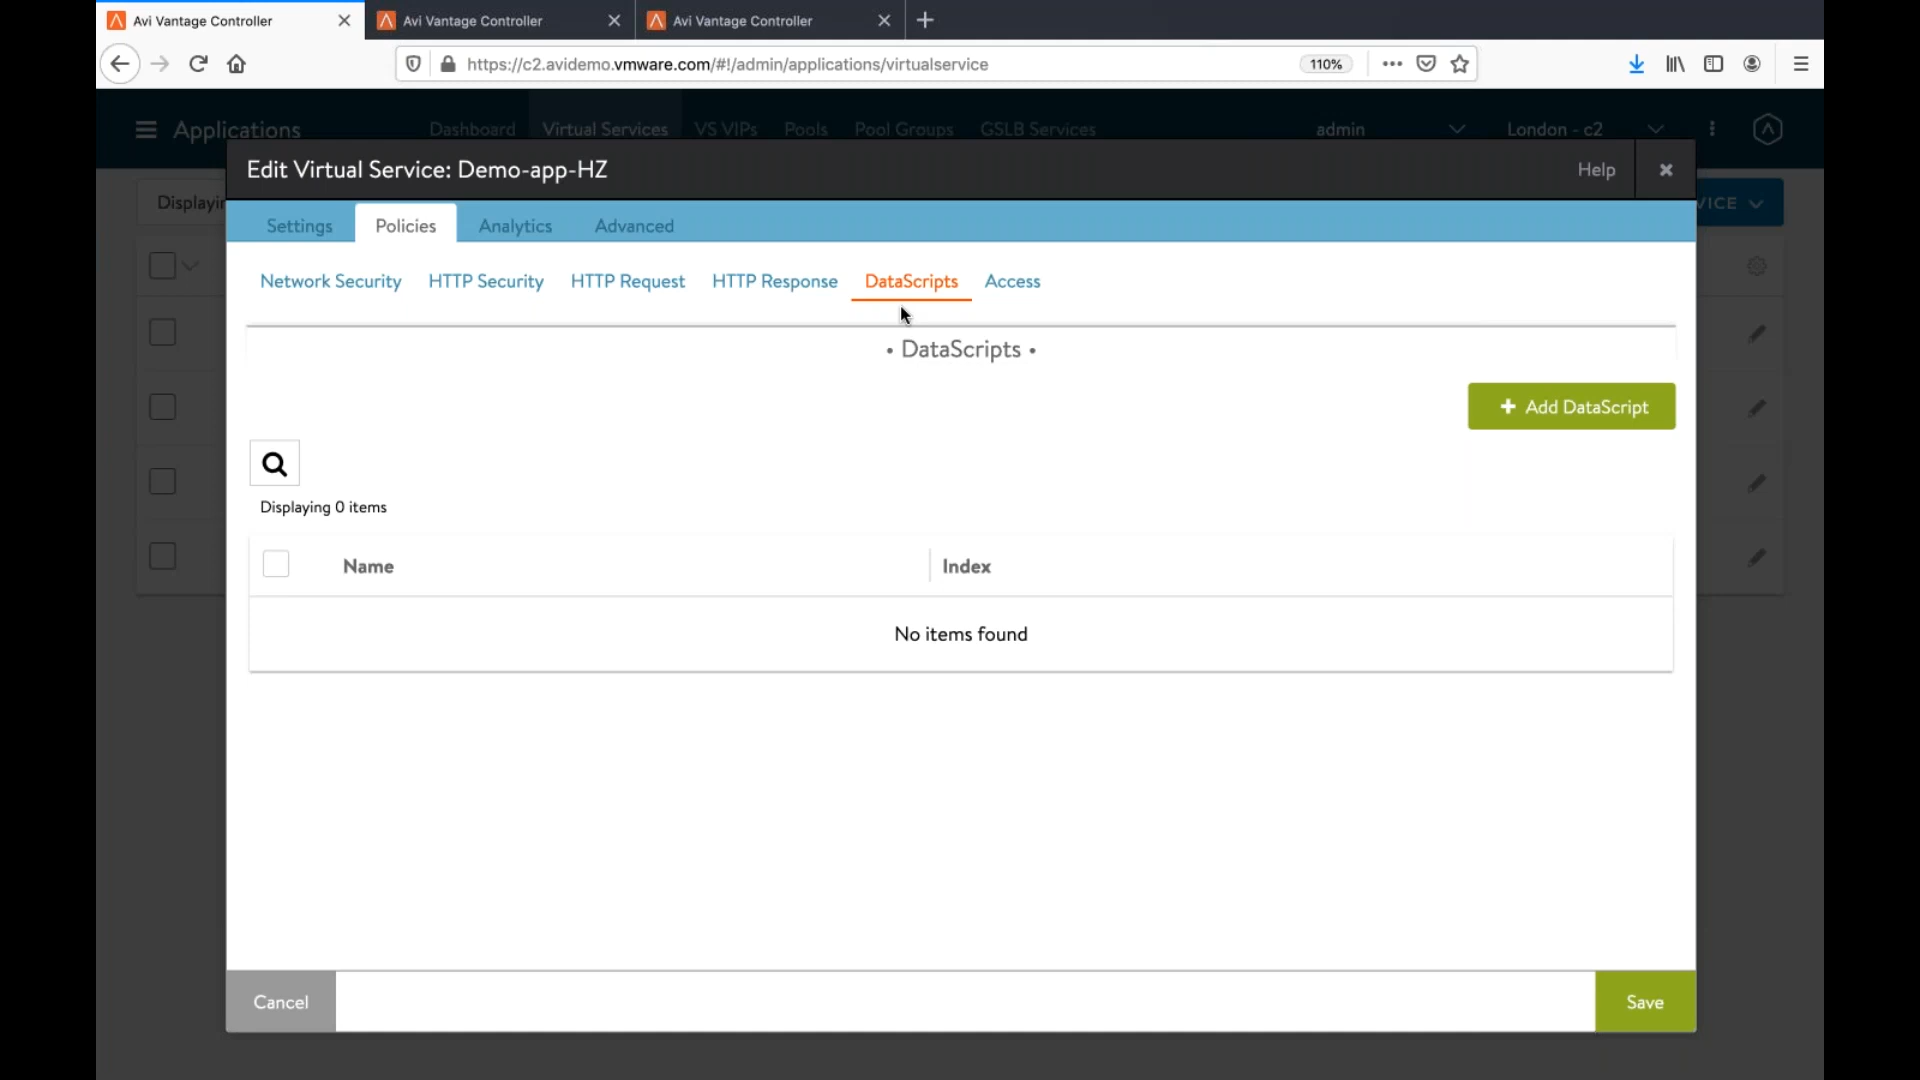 Avi Vantage Controller
Avi Vantage Controller
Avi Vantage Controller
https://c2.avidemo.vmware.com/#!/admin/applications/virtualservice
110%
Applications
Dashboard
Virtual Services
VS VIPs
Pools
Pool Groups
GSLB Services
admin
London - c2
Edit Virtual Service: Demo-app-HZ
Help
Settings
Policies
Analytics
Advanced
Network Security
HTTP Security
HTTP Request
HTTP Response
DataScripts
Access
• DataScripts •
+ Add DataScript
Displaying 0 items
Name
Index
No items found
Cancel
Save